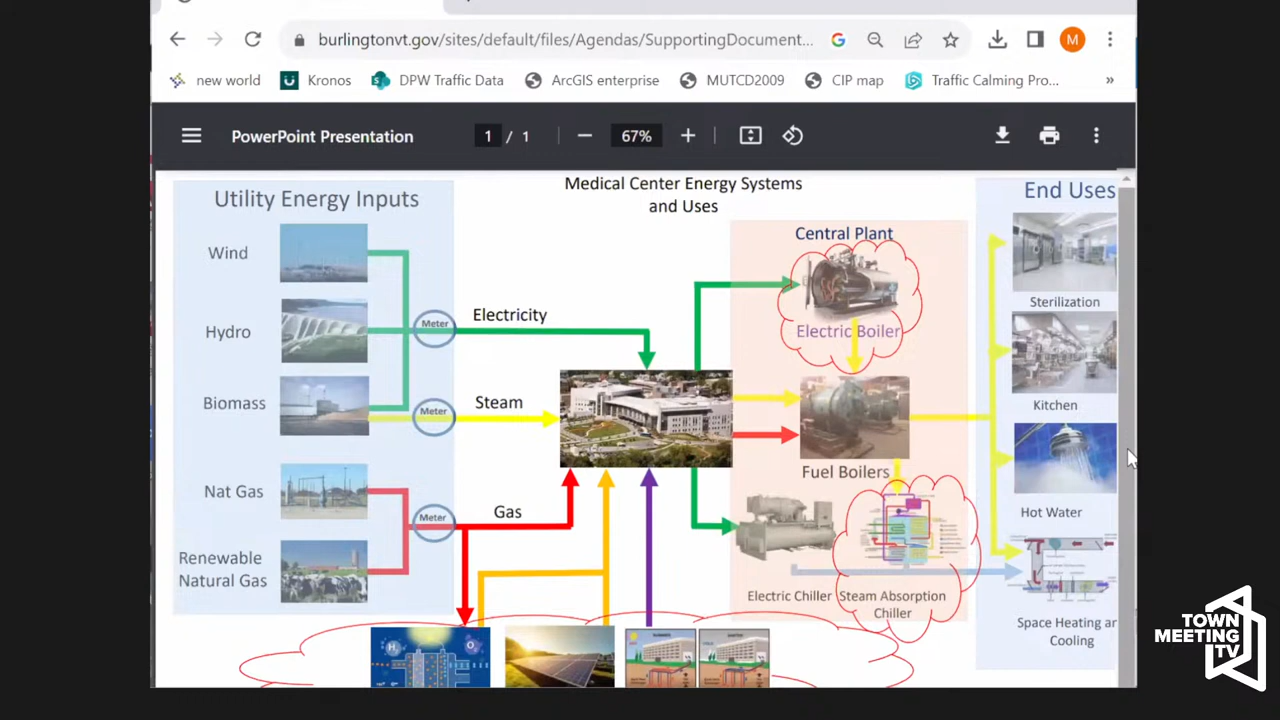 burlingtonvt.gov/sites/default/files/Agendas/SupportingDocument...
G
M
new world
Kronos
DPW Traffic Data
ArcGIS enterprise
MUTCD2009
CIP map
Traffic Calming Pro...
»
PowerPoint Presentation
1 / 1
67%
Medical Center Energy Systems
and Uses
Utility Energy Inputs
Wind
Hydro
Biomass
Nat Gas
Renewable
Natural Gas
Meter
Meter
Meter
Electricity
Steam
Gas
Central Plant
Electric Boiler
Fuel Boilers
Electric Chiller
Steam Absorption
Chiller
End Uses
Sterilization
Kitchen
Hot Water
Space Heating ar
Cooling
H
O₂
TOWN
MEETING
TV